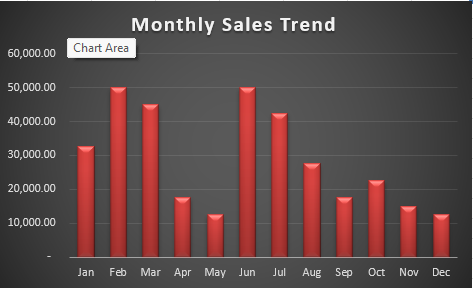 Monthly Sales Trend
Chart Area
60,000.00
50,000.00
40,000.00
30,000.00
20,000.00
10,000.00
-
Jan Feb Mar Apr May Jun Jul Aug Sep Oct Nov Dec